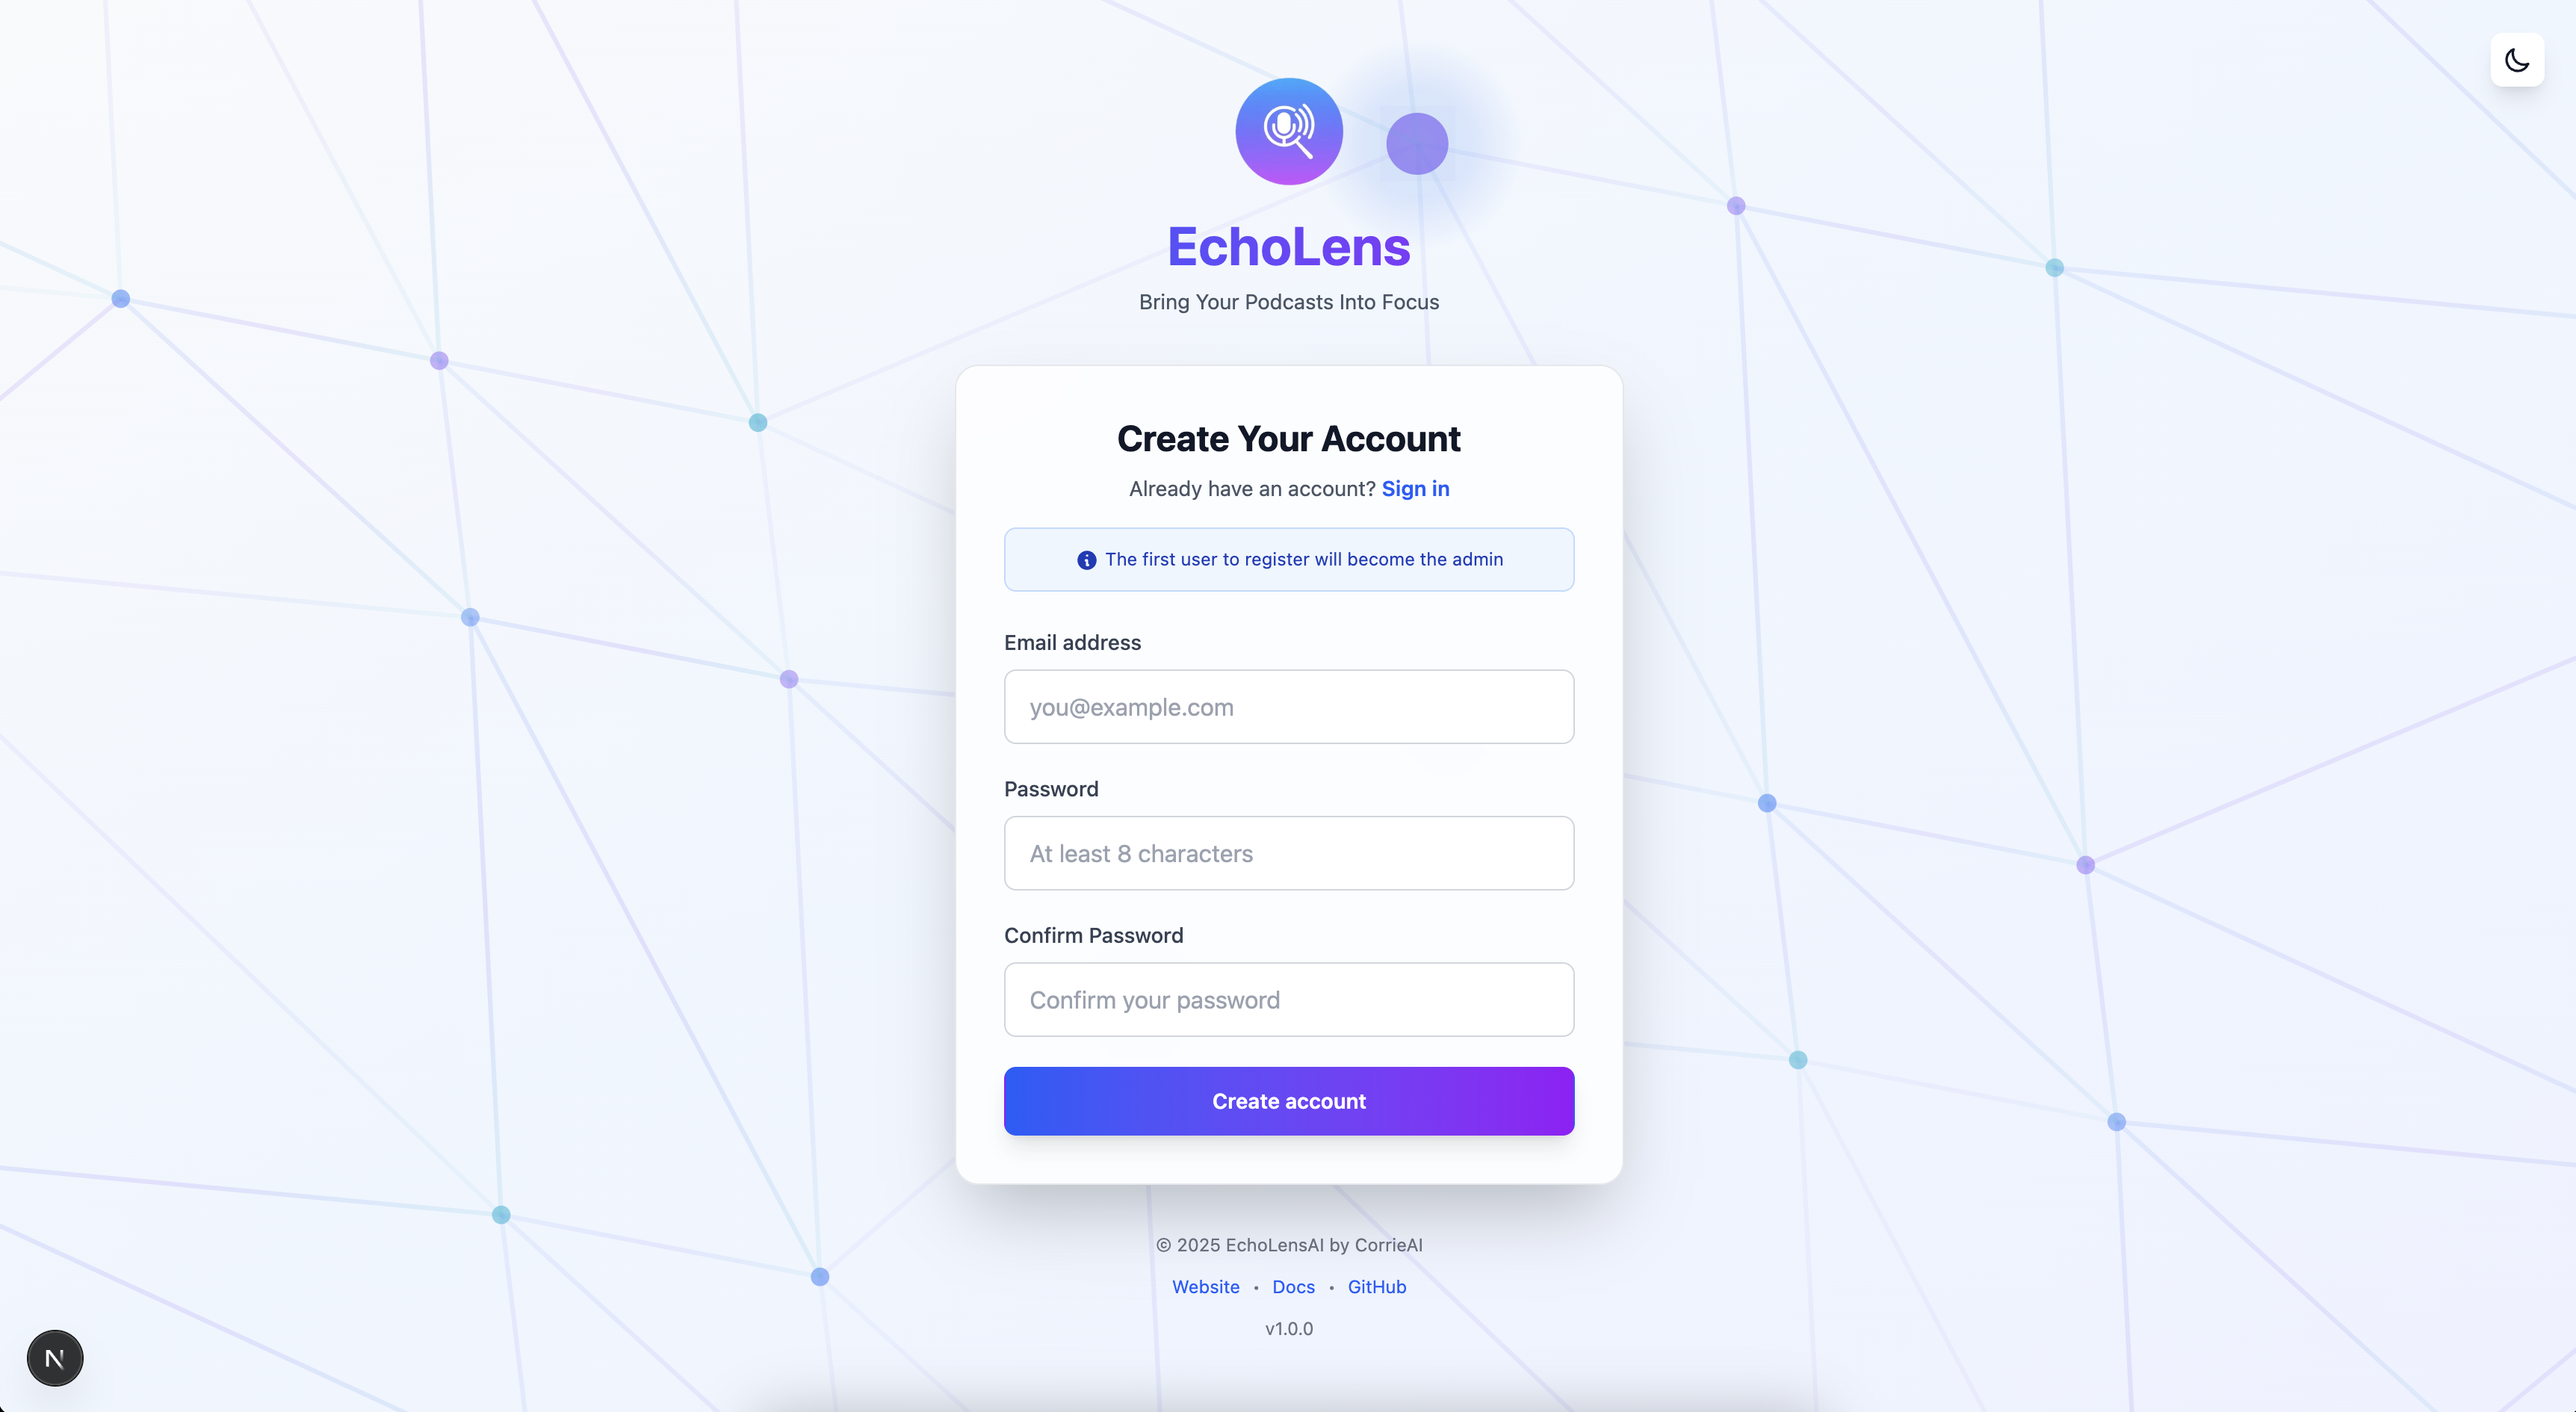 EchoLens
Bring Your Podcasts Into Focus
Create Your Account
Already have an account? Sign in
The first user to register will become the admin
Email address
you@example.com
Password
At least 8 characters
Confirm Password
Confirm your password
Create account
© 2025 EchoLensAI by CorrieAI
Website • Docs • GitHub
v1.0.0
N